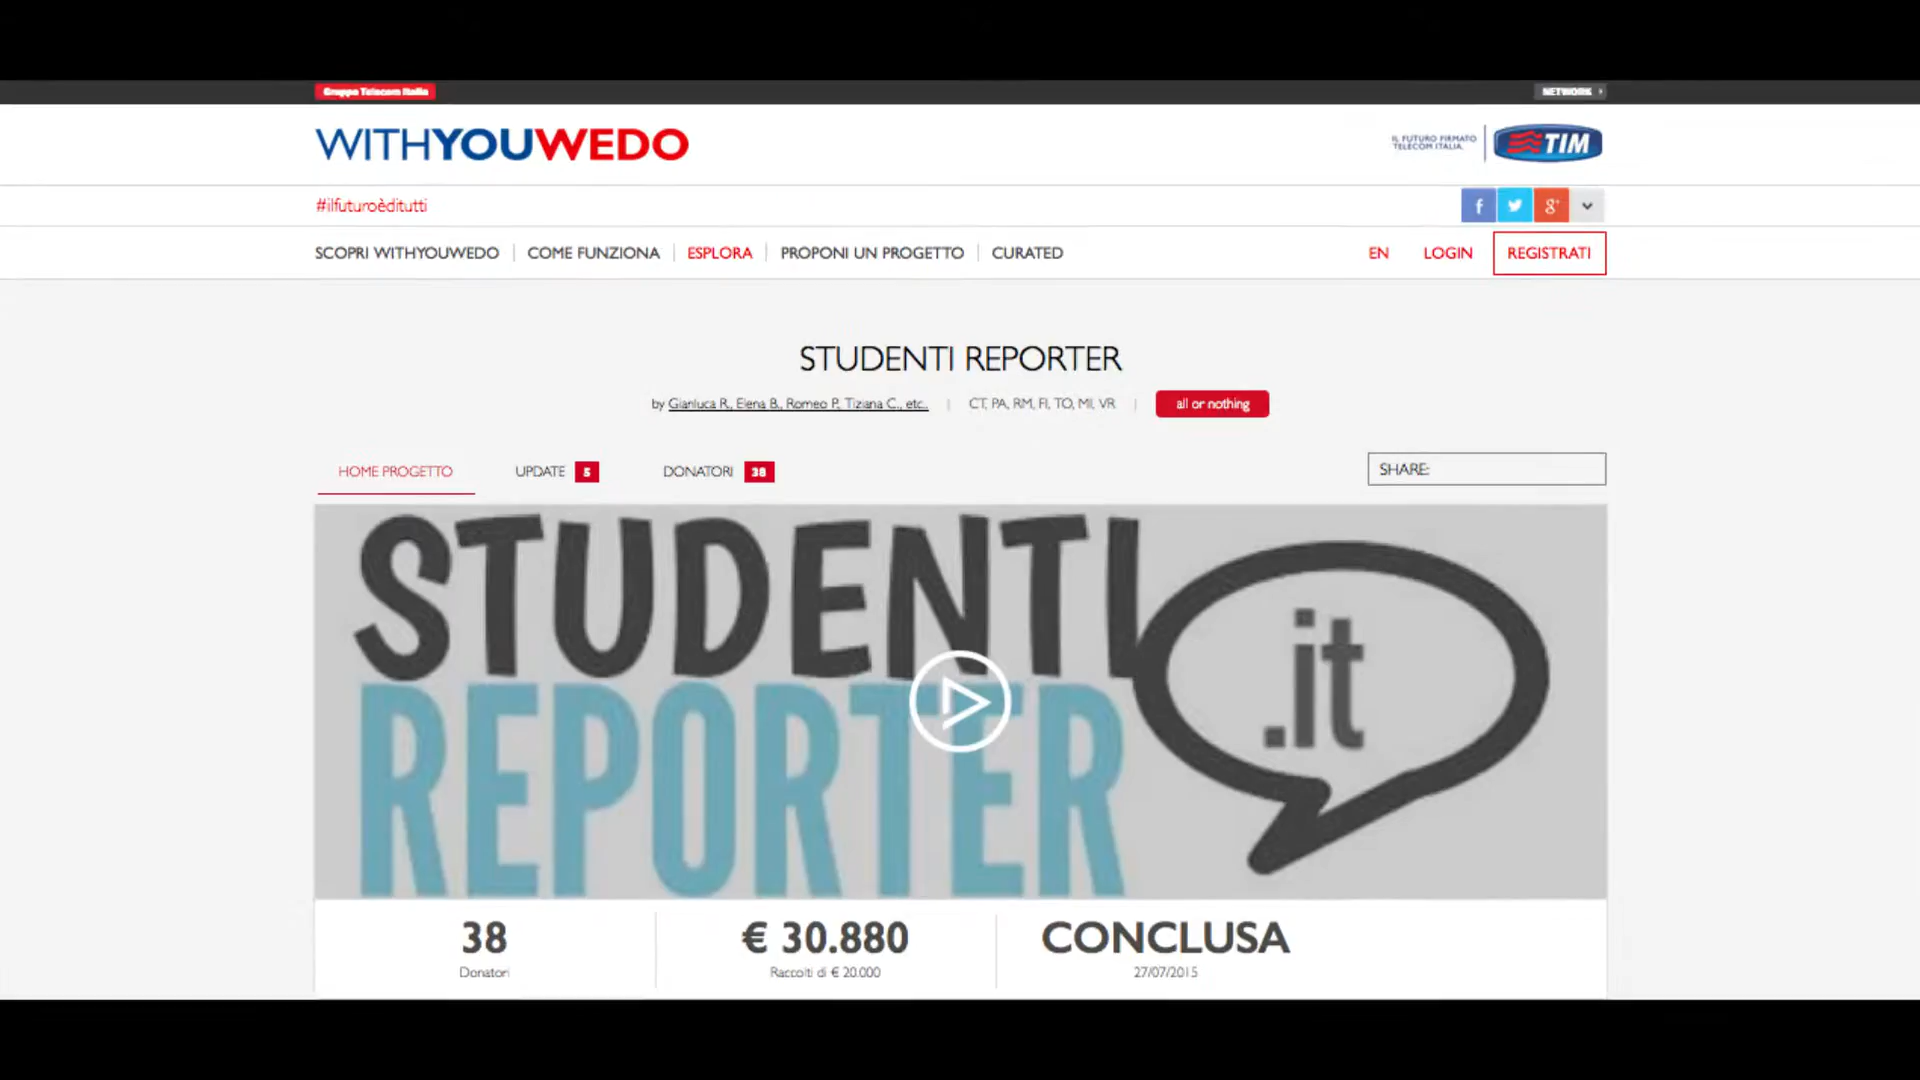 Gruppo Telecom Italia
NETWORK
WITHYOUWEDO
IL FUTURO FIRMATO
TELECOM ITALIA.
TIM
#ilfuturoèditutti
f
g+
SCOPRI WITHYOUWEDO
COME FUNZIONA
ESPLORA
PROPONI UN PROGETTO
CURATED
EN
LOGIN
REGISTRATI
STUDENTI REPORTER
by Gianluca R., Elena B., Romeo P., Tiziana C., etc..
CT, PA, RM, FI, TO, MI, VR
all or nothing
HOME PROGETTO
UPDATE 5
DONATORI 38
SHARE:
STUDENTI
REPORTER
.it
38
Donatori
€ 30.880
Raccolti di € 20.000
CONCLUSA
27/07/2015